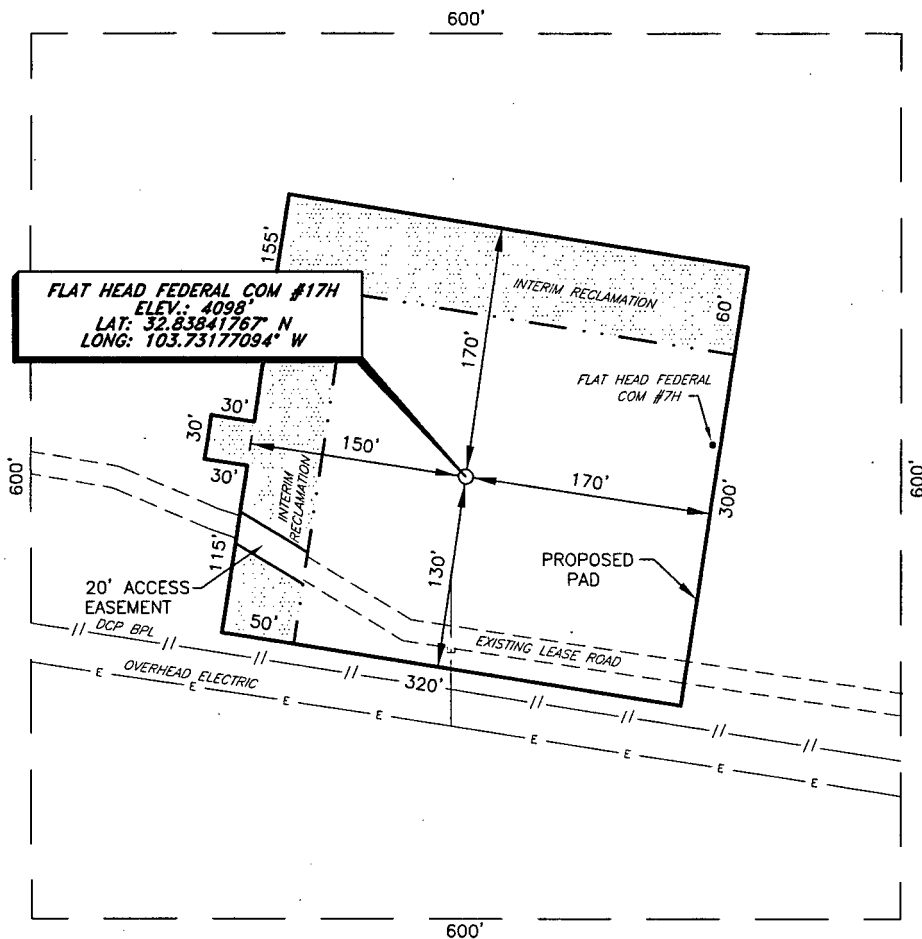 600'
155'
FLAT HEAD FEDERAL COM #17H
ELEV.: 4098'
LAT: 32.83841767° N
LONG: 103.73177094° W
INTERIM RECLAMATION
60'
170'
FLAT HEAD FEDERAL
COM #7H
30'
30'
30'
150'
170'
300'
600'
600'
INTERIM
RECLAMATION
115'
130'
PROPOSED
PAD
20' ACCESS
EASEMENT
50'
EXISTING LEASE ROAD
DCP BPL
OVERHEAD ELECTRIC
320'
E
E
E
E
E
E
E
E
E
600'